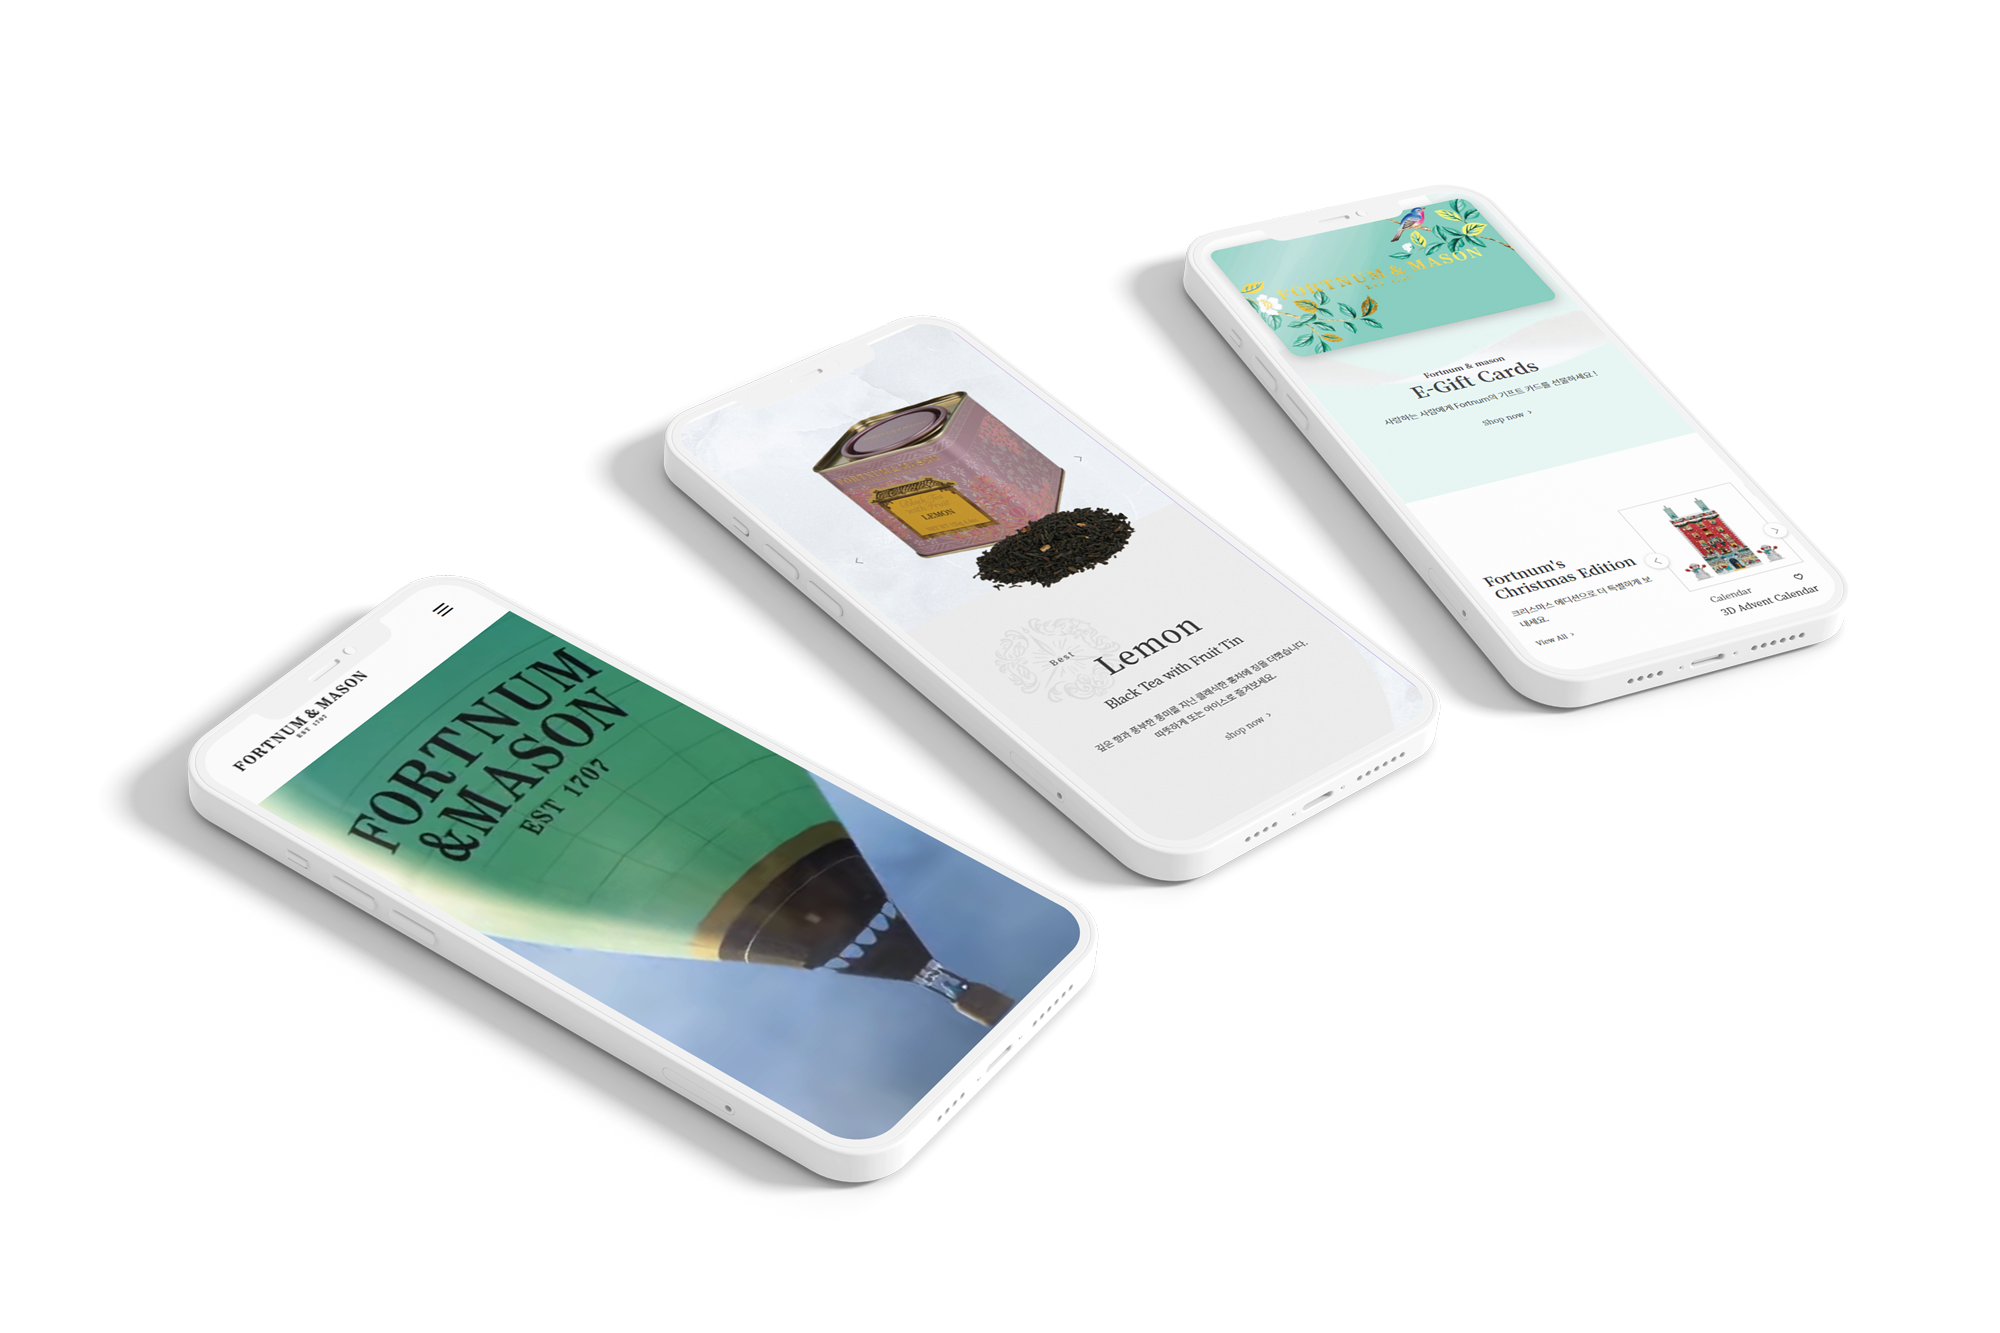 FORTNUM & MASON
EST 1707
FORTNUM
&MASON
EST 1707
LEMON
Best
Lemon
Black Tea with Fruit Tin
깊은 향과 풍부한 풍미를 지닌 클래식한 홍차에 짐을 더했습니다.
따뜻하게 또는 아이스로 즐겨보세요.
shop now >
FORTNUM & MASON
Fortnum & mason
E-Gift Cards
사랑하는 사람에게 Fortnum의 기프트 카드를 선물하세요!
Shop now >
Fortnum's
Christmas Edition
크리스마스 에디션으로 더 특별하게 보
내세요.
View All >
Calendar
3D Advent Calendar